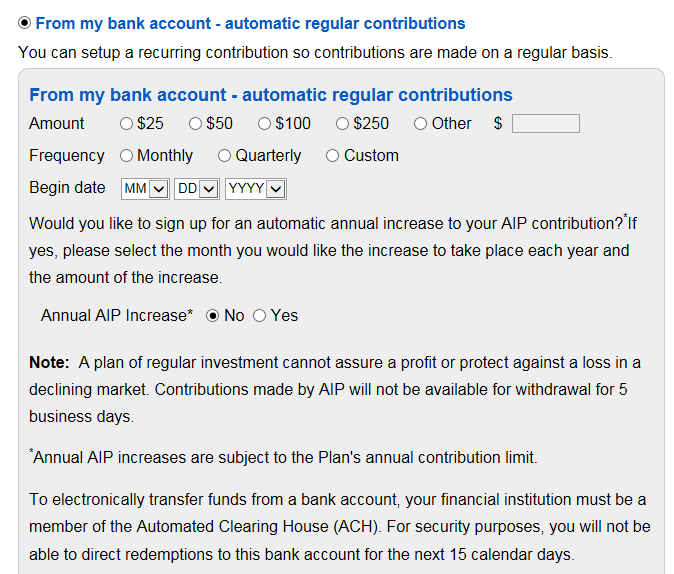 From my bank account - automatic regular contributions
You can setup a recurring contribution so contributions are made on a regular basis.
From my bank account - automatic regular contributions
Amount $25 $50 $100 $250 Other $
Frequency Monthly Quarterly Custom
Begin date MM DD YYYY
Would you like to sign up for an automatic annual increase to your AIP contribution?*If
yes, please select the month you would like the increase to take place each year and
the amount of the increase.
Annual AIP Increase* No Yes
Note: A plan of regular investment cannot assure a profit or protect against a loss in a
declining market. Contributions made by AIP will not be available for withdrawal for 5
business days.
*Annual AIP increases are subject to the Plan's annual contribution limit.
To electronically transfer funds from a bank account, your financial institution must be a
member of the Automated Clearing House (ACH). For security purposes, you will not be
able to direct redemptions to this bank account for the next 15 calendar days.